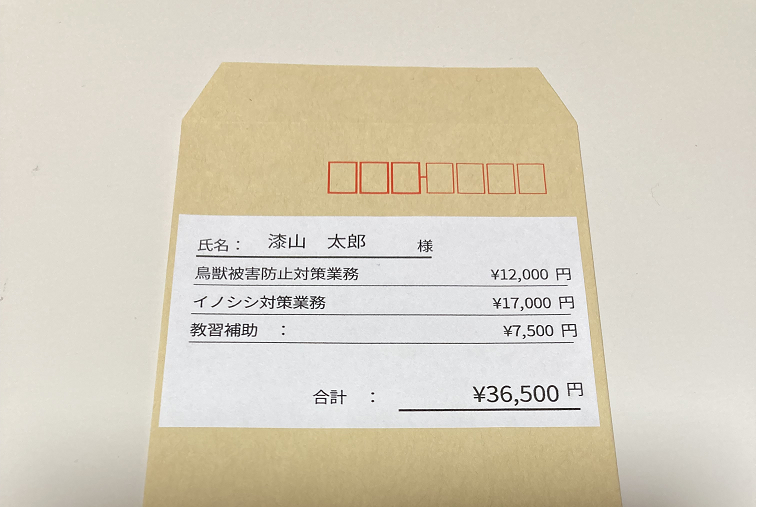 氏名： 漆山 太郎 様
鳥獣被害防止対策業務 ¥12,000 円
イノシシ対策業務 ¥17,000 円
教習補助 ： ¥7,500 円
合計 ： ¥36,500 円